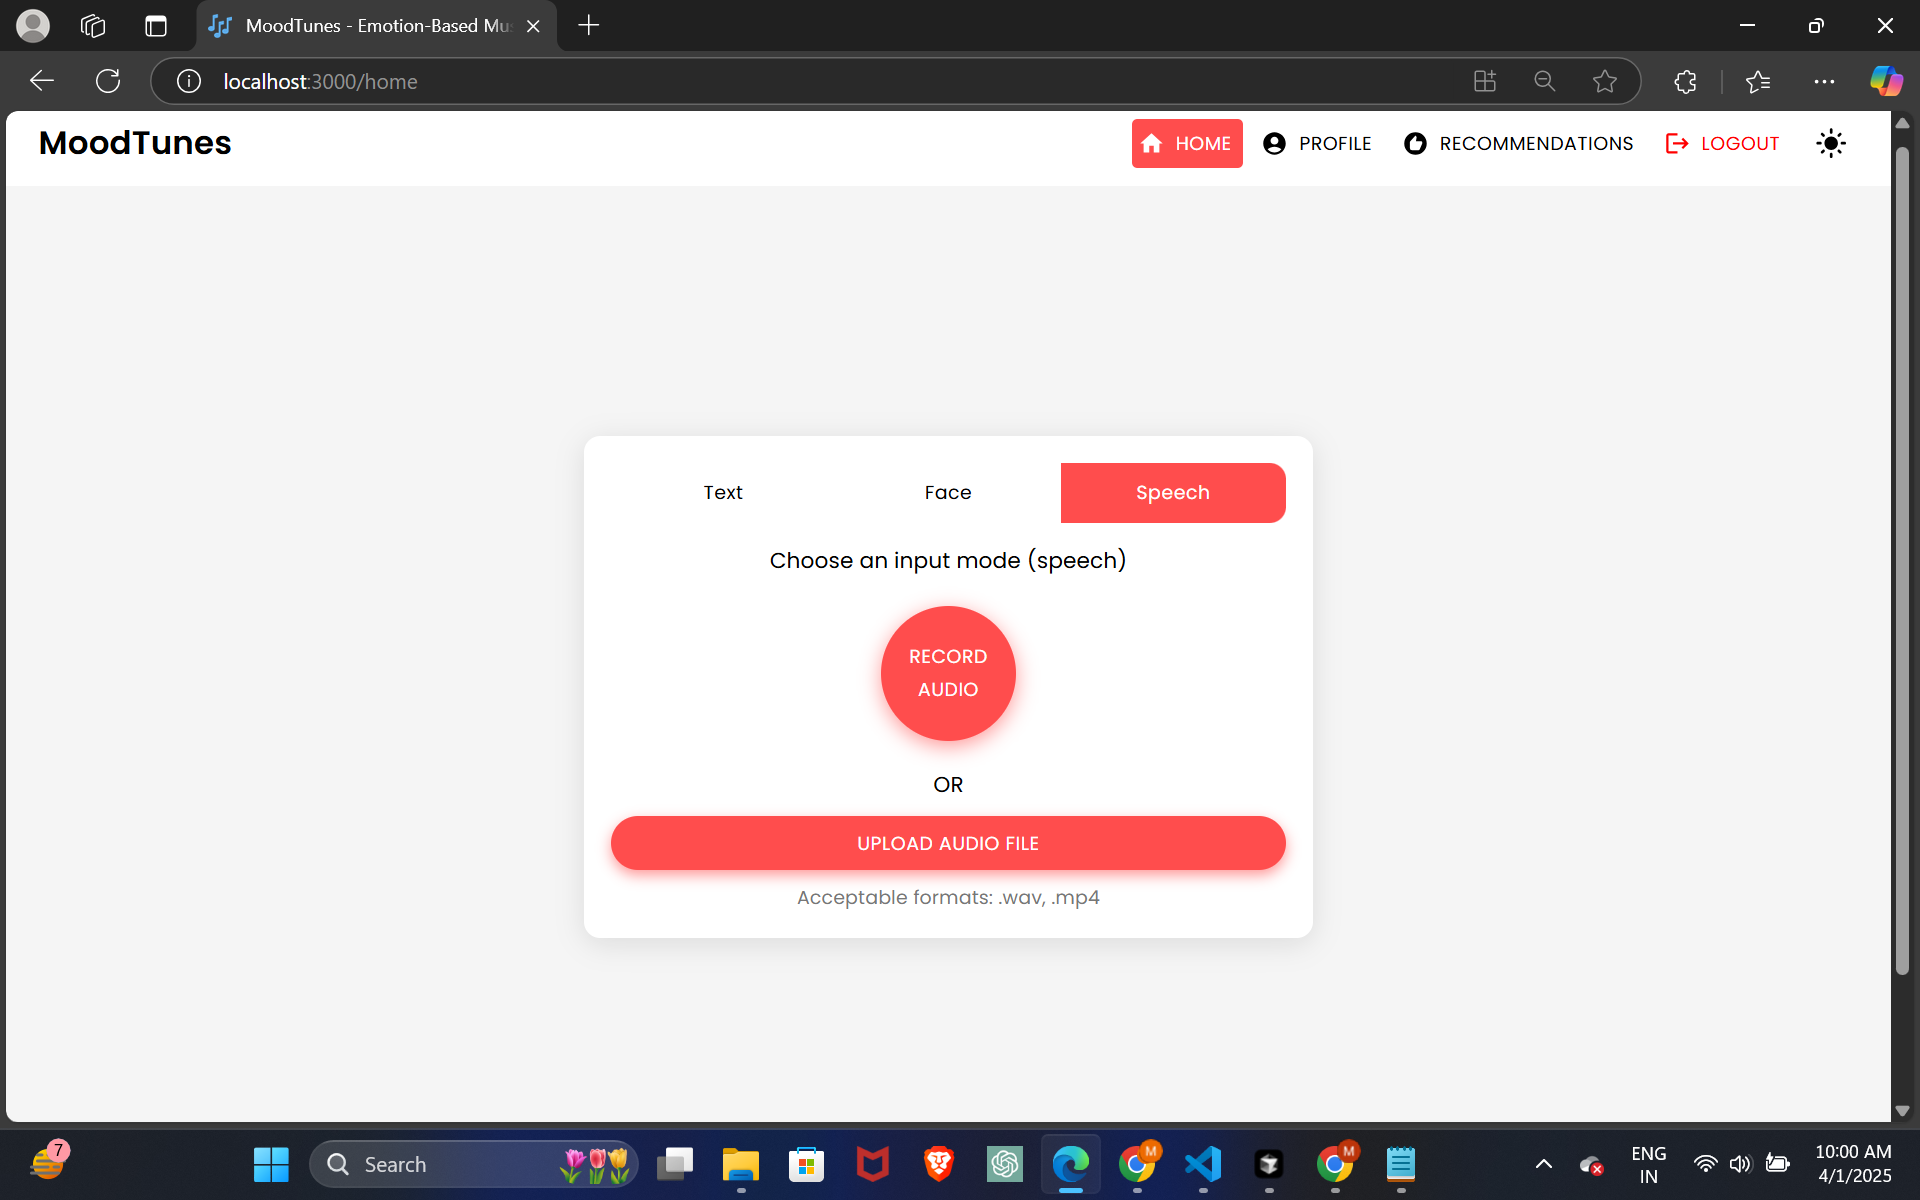 MoodTunes - Emotion-Based Mu
localhost:3000/home
MoodTunes
HOME
PROFILE
RECOMMENDATIONS
LOGOUT
Text
Face
Speech
Choose an input mode (speech)
RECORD
AUDIO
OR
UPLOAD AUDIO FILE
Acceptable formats: .wav, .mp4
7
Search
M
M
ENG
IN
10:00 AM
4/1/2025